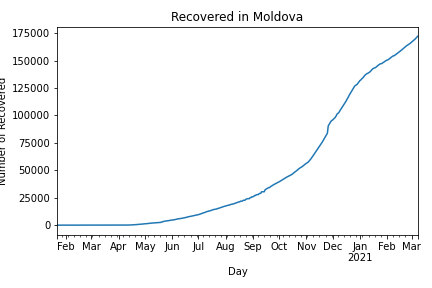 Recovered in Moldova
175000
150000
125000
100000
75000
50000
25000
0
Number of Recovered
Feb Mar Apr May Jun Jul Aug Sep Oct Nov Dec Jan Feb Mar
2021
Day